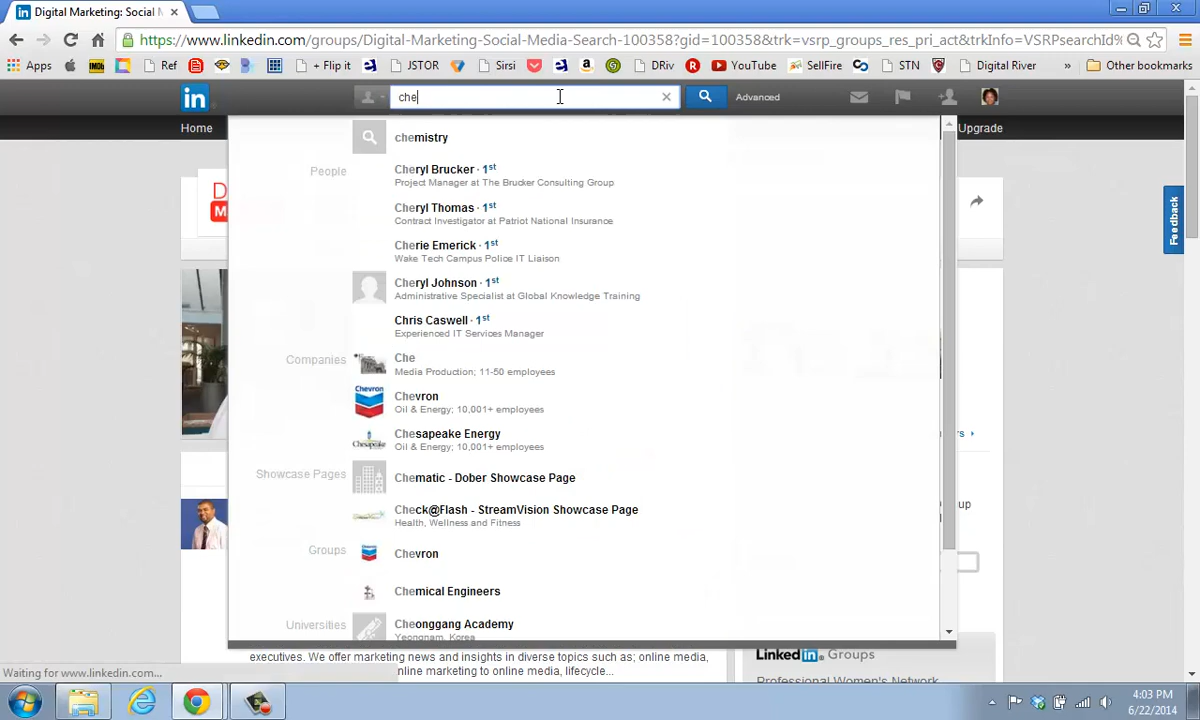 Digital Marketing: Social M
https://www.linkedin.com/groups/Digital-Marketing-Social-Media-Search-100358?gid=100358&trk=vsrp_groups_res_pri_act&trkInfo=VSRPsearchId%
Apps
IMDb
Ref
+ Flip it
JSTOR
Sirsi
DRiv
YouTube
SellFire
STN
Digital River
»
Other bookmarks
in
che
Advanced
Home
Upgrade
chemistry
People
Cheryl Brucker · 1st
Project Manager at The Brucker Consulting Group
Cheryl Thomas · 1st
Contract Investigator at Patriot National Insurance
Cherie Emerick · 1st
Wake Tech Campus Police IT Liaison
Cheryl Johnson · 1st
Administrative Specialist at Global Knowledge Training
Chris Caswell · 1st
Experienced IT Services Manager
Companies
Che
Media Production; 11-50 employees
Chevron
Chevron
Oil & Energy; 10,001+ employees
Chesapeake Energy
Oil & Energy; 10,001+ employees
Showcase Pages
Chematic - Dober Showcase Page
Check@Flash - StreamVision Showcase Page
Health, Wellness and Fitness
Groups
Chevron
Chemical Engineers
Universities
Cheonggang Academy
Yeongnam, Korea
D
M
Feedback
rs
oup
executives. We offer marketing news and insights in diverse topics such as; online media,
nline marketing to online media, lifecycle...
Linked in Groups
Professional Women's Network
Waiting for www.linkedin.com...
4:03 PM
6/22/2014